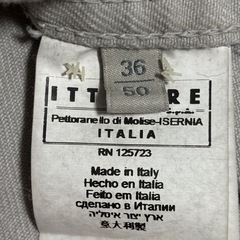 36
50
ITT RE
S.p.A.
Pettoranello di Molise-ISERNIA
ITALIA
RN 125723
Made in Italy
Hecho en Italia
Feito em Italia
сделано в Италии
ארץ ייצור איטליה
意大利製